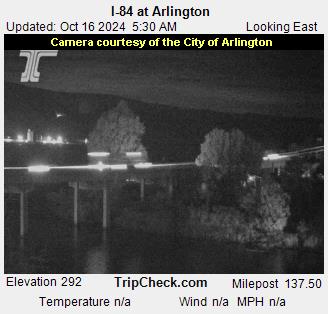 I-84 at Arlington
Updated: Oct 16 2024 5:30 AM Looking East
Camera courtesy of the City of Arlington
Elevation 292 TripCheck.com Milepost 137.50
Temperature n/a Wind n/a MPH n/a